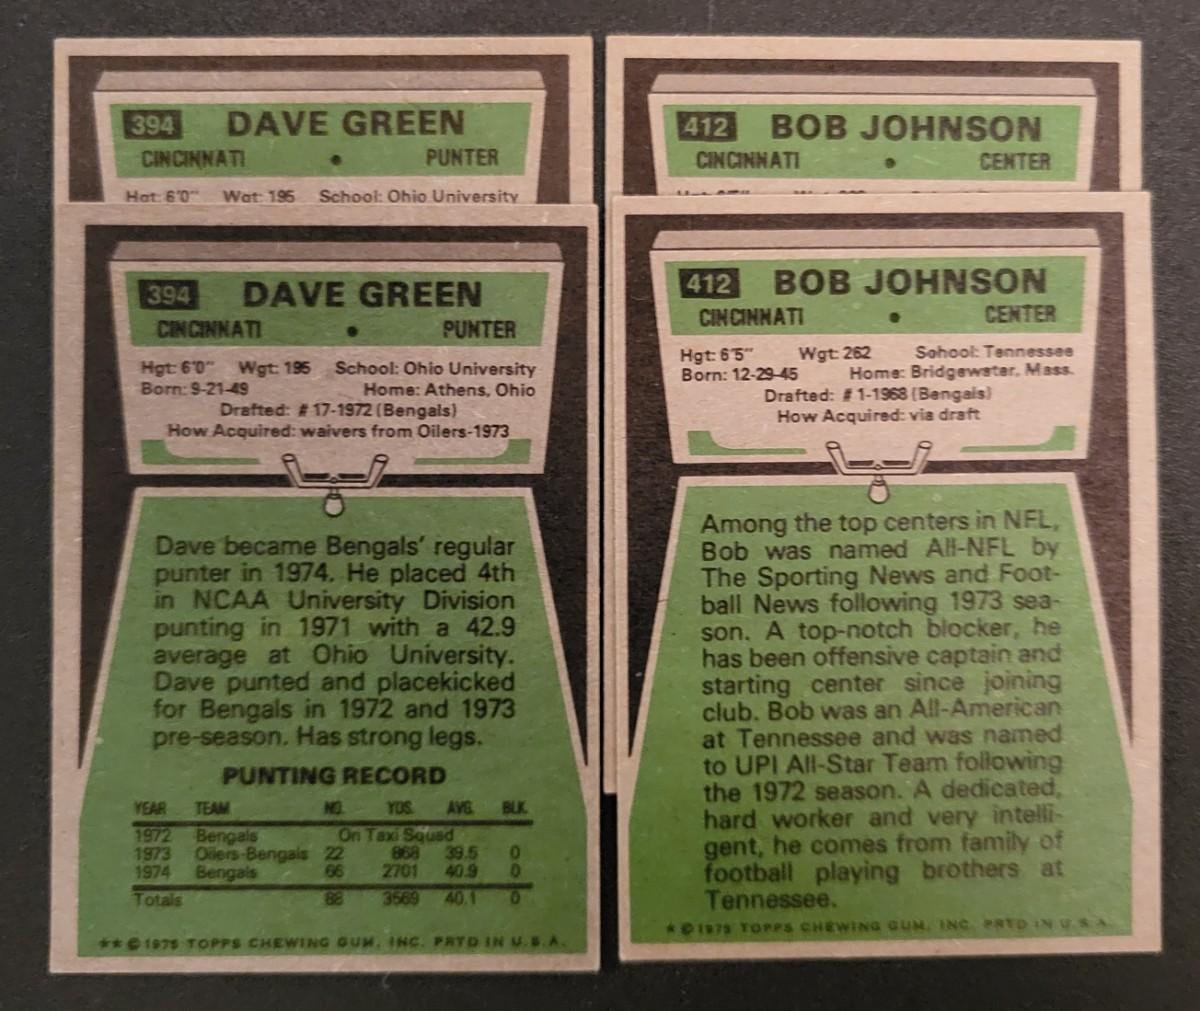 394 DAVE GREEN
CINCINNATI • PUNTER
Hgt: 6'0" Wgt: 195 School: Ohio University
412 BOB JOHNSON
CINCINNATI • CENTER
394 DAVE GREEN
CINCINNATI • PUNTER
Hgt: 6'0" Wgt: 195 School: Ohio University
Born: 9-21-49 Home: Athens, Ohio
Drafted: # 17-1972 (Bengals)
How Acquired: waivers from Oilers-1973
Dave became Bengals' regular
punter in 1974. He placed 4th
in NCAA University Division
punting in 1971 with a 42.9
average at Ohio University.
Dave punted and placekicked
for Bengals in 1972 and 1973
pre-season. Has strong legs.
PUNTING RECORD
YEAR TEAM NO. YDS. AVG. BLK.
1972 Bengals On Taxi Squad
1973 Oilers-Bengals 22 868 39.5 0
1974 Bengals 66 2701 40.9 0
Totals 88 3569 40.1 0
** © 1975 TOPPS CHEWING GUM, INC. PRTD IN U.S.A.
412 BOB JOHNSON
CINCINNATI • CENTER
Hgt: 6'5" Wgt: 262 School: Tennessee
Born: 12-29-45 Home: Bridgewater, Mass.
Drafted: # 1-1968 (Bengals)
How Acquired: via draft
Among the top centers in NFL,
Bob was named All-NFL by
The Sporting News and Foot-
ball News following 1973 sea-
son. A top-notch blocker, he
has been offensive captain and
starting center since joining
club. Bob was an All-American
at Tennessee and was named
to UPI All-Star Team following
the 1972 season. A dedicated,
hard worker and very intelli-
gent, he comes from family of
football playing brothers at
Tennessee.
* © 1975 TOPPS CHEWING GUM, INC. PRTD IN U.S.A.